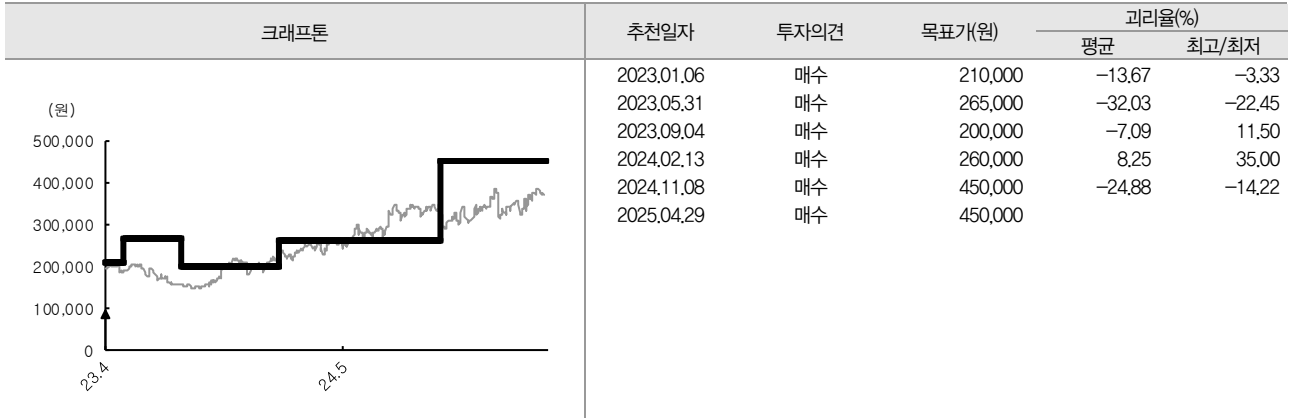 크래프톤 추천일자 투자의견 목표가(원) 괴리율(%)
평균 최고/최저
(원)
500,000
400,000
300,000
200,000
100,000
0
23.4 24.5
2023.01.06 매수 210,000 -13.67 -3.33
2023.05.31 매수 265,000 -32.03 -22.45
2023.09.04 매수 200,000 -7.09 11.50
2024.02.13 매수 260,000 8.25 35.00
2024.11.08 매수 450,000 -24.88 -14.22
2025.04.29 매수 450,000